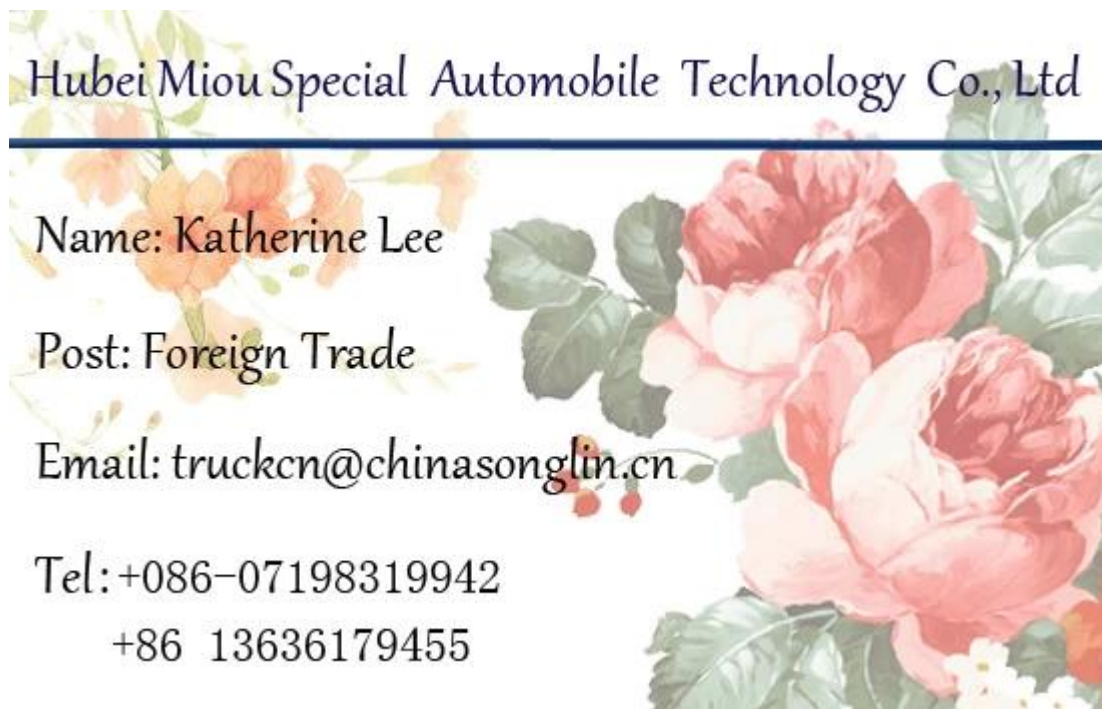 Hubei Miou Special Automobile Technology Co., Ltd
Name: Katherine Lee
Post: Foreign Trade
Email: truckcn@chinasonglin.cn
Tel: +086-07198319942
+86 13636179455